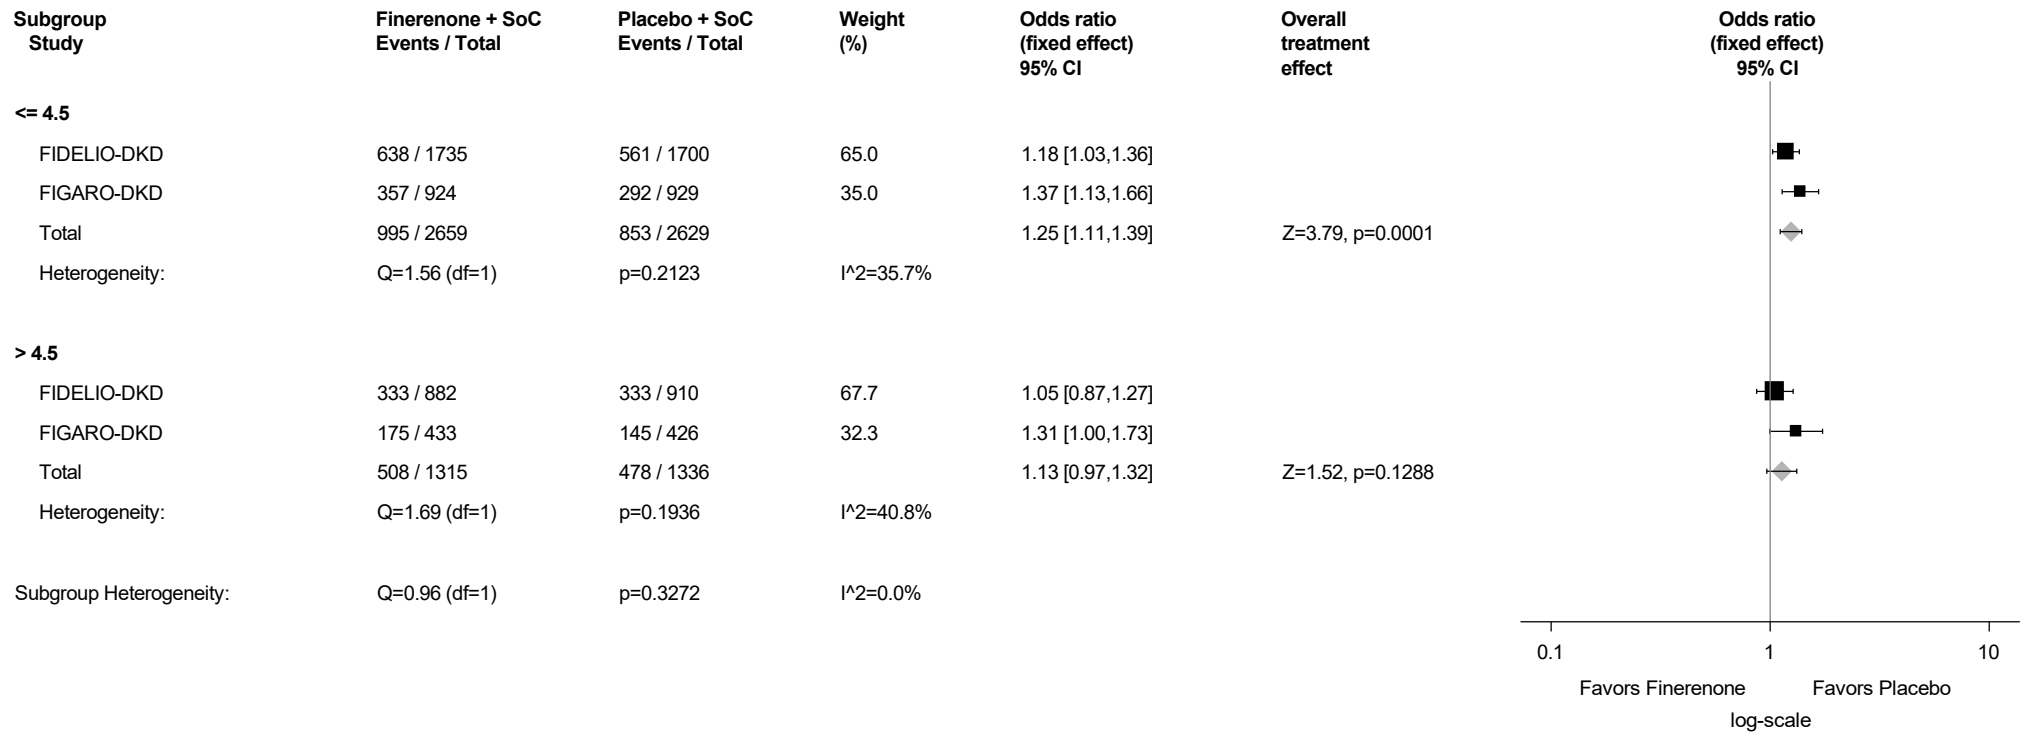 Subgroup Finerenone + SoC Placebo + SoC Weight Odds ratio Overall Odds ratio
Study Events / Total Events / Total (%) (fixed effect) treatment (fixed effect)
95% CI effect 95% CI
<= 4.5
FIDELIO-DKD 638 / 1735 561 / 1700 65.0 1.18 [1.03,1.36]
FIGARO-DKD 357 / 924 292 / 929 35.0 1.37 [1.13,1.66]
Total 995 / 2659 853 / 2629 1.25 [1.11,1.39] Z=3.79, p=0.0001
Heterogeneity: Q=1.56 (df=1) p=0.2123 I^2=35.7%
> 4.5
FIDELIO-DKD 333 / 882 333 / 910 67.7 1.05 [0.87,1.27]
FIGARO-DKD 175 / 433 145 / 426 32.3 1.31 [1.00,1.73]
Total 508 / 1315 478 / 1336 1.13 [0.97,1.32] Z=1.52, p=0.1288
Heterogeneity: Q=1.69 (df=1) p=0.1936 I^2=40.8%
Subgroup Heterogeneity: Q=0.96 (df=1) p=0.3272 I^2=0.0%
0.1 1 10
Favors Finerenone Favors Placebo
log-scale